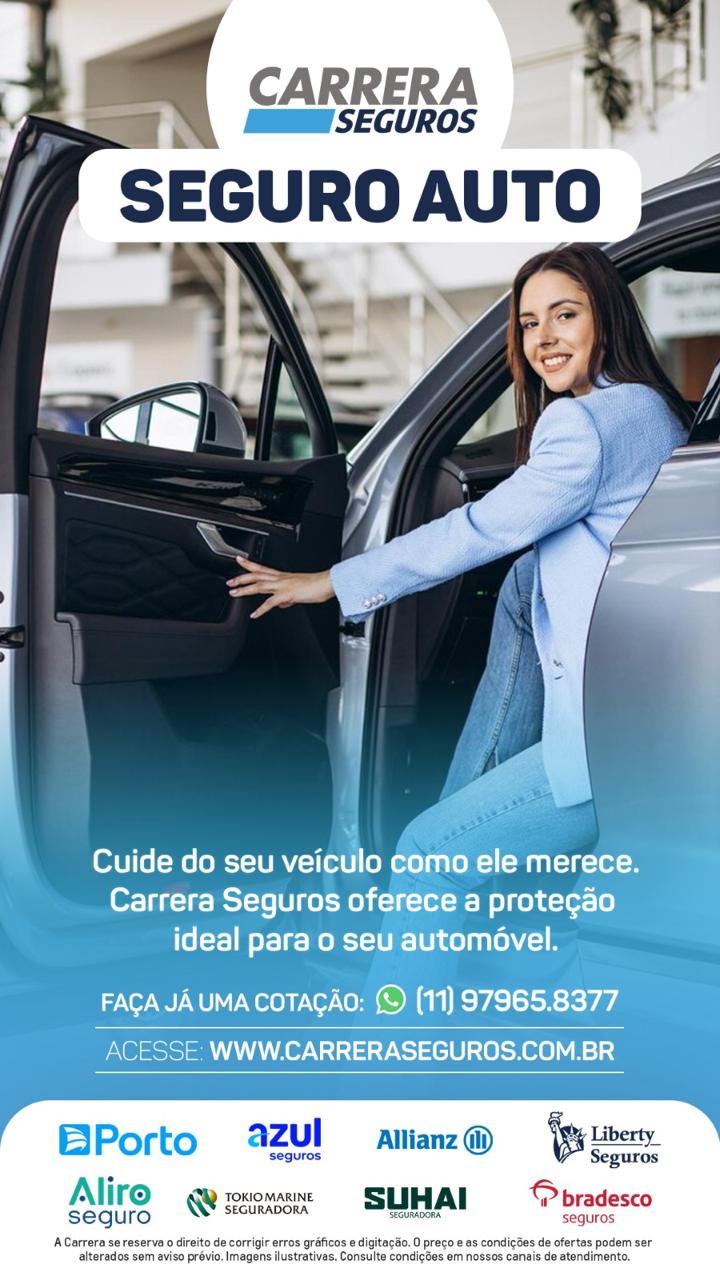 CARRERA
SEGUROS
SEGURO AUTO
Cuide do seu veículo como ele merece.
Carrera Seguros oferece a proteção
ideal para o seu automóvel.
FAÇA JÁ UMA COTAÇÃO: (11) 97965.8377
ACESSE: WWW.CARRERASEGUROS.COM.BR
Porto
azul
seguros
Allianz
Liberty
Seguros
Aliro
seguro
TOKIO MARINE
SEGURADORA
SUHAI
SEGURADORA
bradesco
seguros
A Carrera se reserva o direito de corrigir erros gráficos e digitação. O preço e as condições de ofertas podem ser
alterados sem aviso prévio. Imagens ilustrativas. Consulte condições em nossos canais de atendimento.